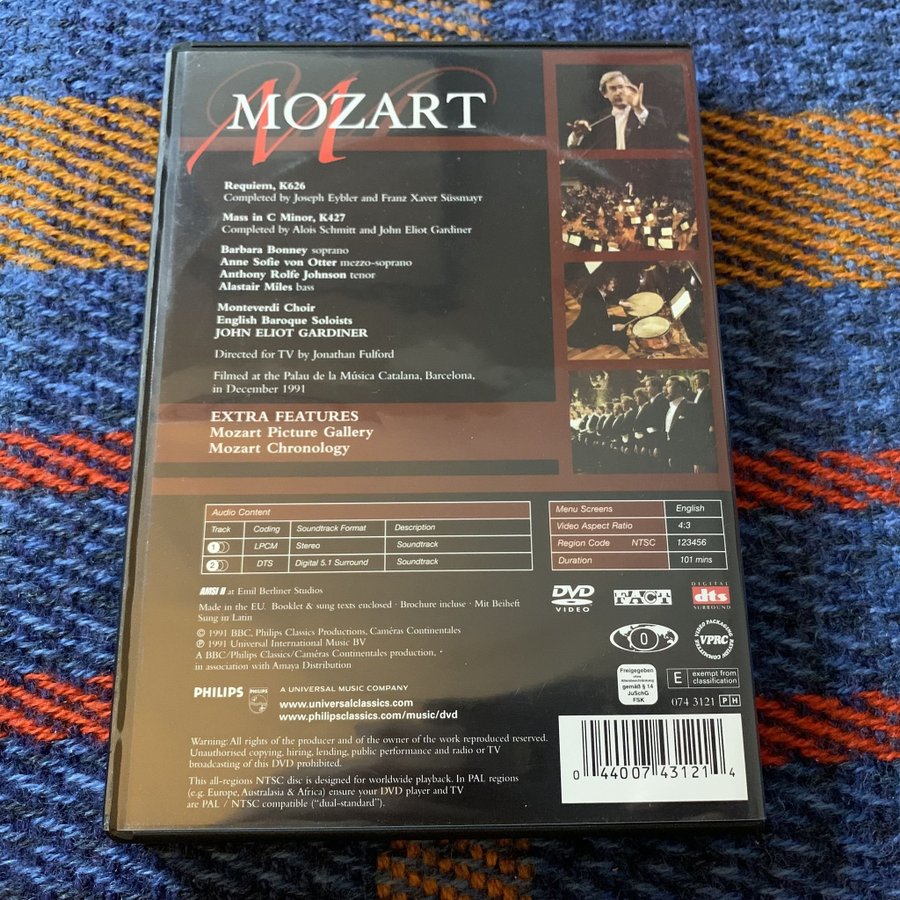 MOZART
Requiem, K626
Completed by Joseph Eybler and Franz Xaver Süssmayr
Mass in C Minor, K427
Completed by Alois Schmitt and John Eliot Gardiner
Barbara Bonney soprano
Anne Sofie von Otter mezzo-soprano
Anthony Rolfe Johnson tenor
Alastair Miles bass
Monteverdi Choir
English Baroque Soloists
JOHN ELIOT GARDINER
Directed for TV by Jonathan Fulford
Filmed at the Palau de la Música Catalana, Barcelona,
in December 1991
EXTRA FEATURES
Mozart Picture Gallery
Mozart Chronology
Audio Content
Track Coding Soundtrack Format Description
1 LPCM Stereo Soundtrack
2 DTS Digital 5.1 Surround Soundtrack
Menu Screens English
Video Aspect Ratio 4:3
Region Code NTSC 123456
Duration 101 mins
AMSI II at Emil Berliner Studios
Made in the EU. Booklet & sung texts enclosed · Brochure incluse · Mit Beiheft
Sung in Latin
© 1991 BBC, Philips Classics Productions, Caméras Continentales
℗ 1991 Universal International Music BV
A BBC/Philips Classics/Caméras Continentales production,
in association with Amaya Distribution
DVD
VIDEO
FACT
DIGITAL
dts
SURROUND
0
VIDEO PACKAGING REVIEW COMMITTEE
VPRC
Freigegeben
ohne
Altersbeschränkung
gemäß § 14
JuSchG
FSK
E exempt from
classification
074 3121 PH
PHILIPS
PHILIPS
A UNIVERSAL MUSIC COMPANY
www.universalclassics.com
www.philipsclassics.com/music/dvd
Warning: All rights of the producer and of the owner of the work reproduced reserved.
Unauthorised copying, hiring, lending, public performance and radio or TV
broadcasting of this DVD prohibited.
This all-regions NTSC disc is designed for worldwide playback. In PAL regions
(e.g. Europe, Australasia & Africa) ensure your DVD player and TV
are PAL / NTSC compatible ("dual-standard").
0 44007 43121 4